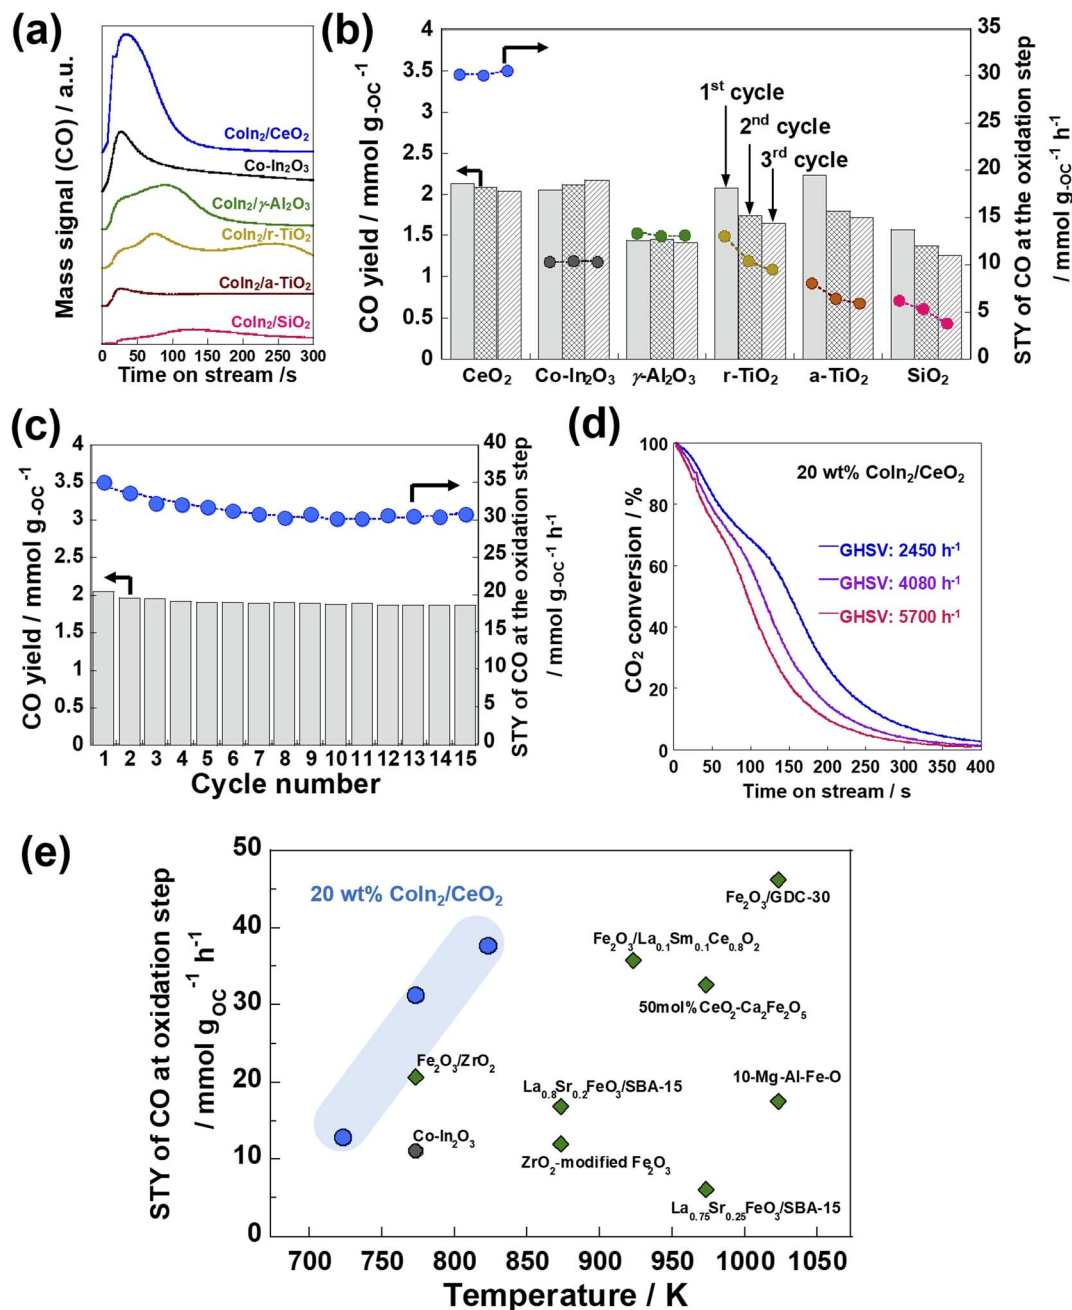 (a)
Mass signal (CO) / a.u.
CoIn₂/CeO₂
Co-In₂O₃
CoIn₂/γ-Al₂O₃
CoIn₂/r-TiO₂
CoIn₂/a-TiO₂
CoIn₂/SiO₂
0 50 100 150 200 250 300
Time on stream /s
(b)
CO yield / mmol g₋OC⁻¹
4
3.5
3
2.5
2
1.5
1
0.5
0
1ˢᵗ cycle
2ⁿᵈ cycle
3ʳᵈ cycle
35
30
25
20
15
10
5
0
STY of CO at the oxidation step
/ mmol g₋OC⁻¹ h⁻¹
CeO₂ Co-In₂O₃ γ-Al₂O₃ r-TiO₂ a-TiO₂ SiO₂
(c)
CO yield / mmol g₋OC⁻¹
4
3.5
3
2.5
2
1.5
1
0.5
0
40
35
30
25
20
15
10
5
0
STY of CO at the oxidation step
/ mmol g₋OC⁻¹ h⁻¹
1 2 3 4 5 6 7 8 9 10 11 12 13 14 15
Cycle number
(d)
CO₂ conversion / %
100
80
60
40
20
0
20 wt% CoIn₂/CeO₂
GHSV: 2450 h⁻¹
GHSV: 4080 h⁻¹
GHSV: 5700 h⁻¹
0 50 100 150 200 250 300 350 400
Time on stream / s
(e)
STY of CO at oxidation step
/ mmol gOC⁻¹ h⁻¹
50
40
30
20
10
0
20 wt% CoIn₂/CeO₂
Fe₂O₃/GDC-30
Fe₂O₃/La₀.₁Sm₀.₁Ce₀.₈O₂
50mol%CeO₂-Ca₂Fe₂O₅
Fe₂O₃/ZrO₂
La₀.₈Sr₀.₂FeO₃/SBA-15
10-Mg-Al-Fe-O
Co-In₂O₃
ZrO₂-modified Fe₂O₃
La₀.₇₅Sr₀.₂₅FeO₃/SBA-15
700 750 800 850 900 950 1000 1050
Temperature / K